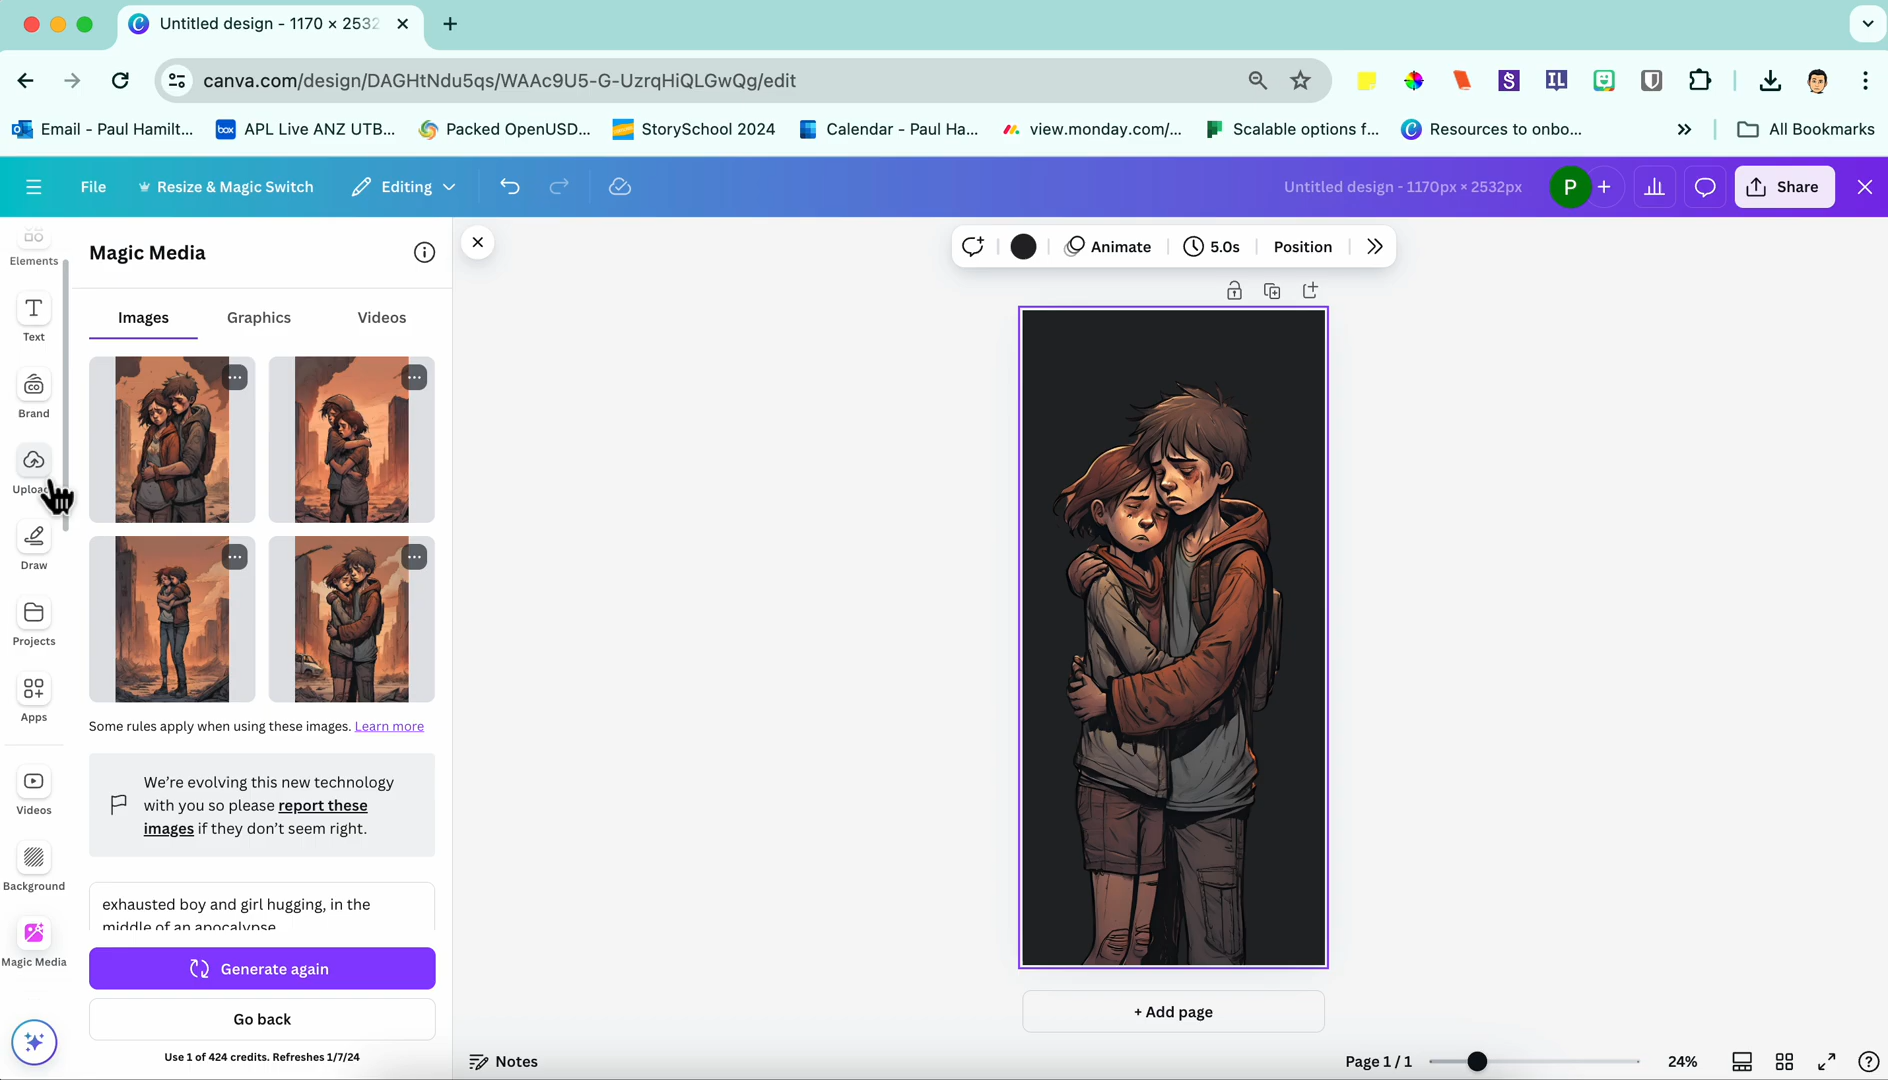 Untitled design - 1170 × 2532
canva.com/design/DAGHtNdu5qs/WAAc9U5-G-UzrqHiQLGwQg/edit
Email - Paul Hamilt...
box
APL Live ANZ UTB...
Packed OpenUSD...
StorySchool 2024
Calendar - Paul Ha...
view.monday.com/...
Scalable options f...
Resources to onbo...
All Bookmarks
File
Resize & Magic Switch
Editing
Untitled design - 1170px × 2532px
P
Share
Elements
Text
Brand
Uploa
Draw
Projects
Apps
Videos
Background
Magic Media
Magic Media
Images
Graphics
Videos
Some rules apply when using these images. Learn more
We're evolving this new technology
with you so please report these
images if they don't seem right.
exhausted boy and girl hugging, in the
middle of an apocalypse
Generate again
Go back
Use 1 of 424 credits. Refreshes 1/7/24
Animate
5.0s
Position
+ Add page
Notes
Page 1 / 1
24%